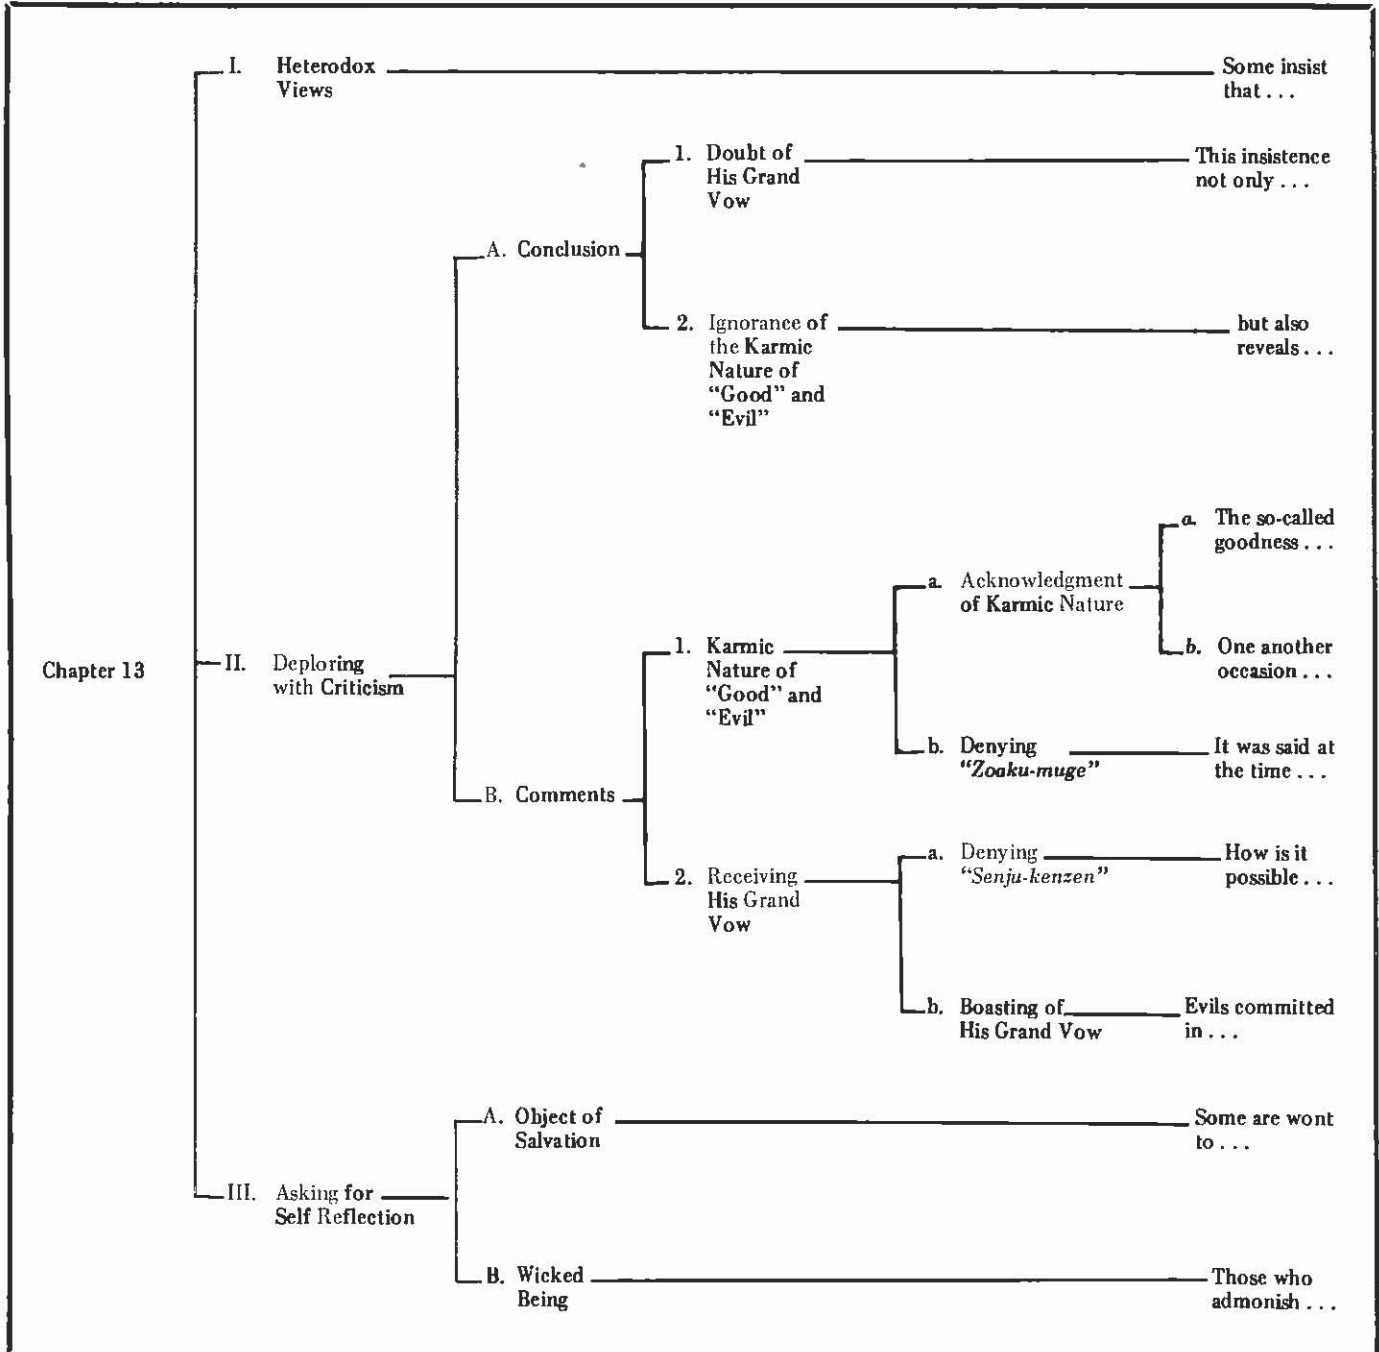 I. Heterodox Views
Some insist that . . .
1. Doubt of His Grand Vow
This insistence not only . . .
A. Conclusion
2. Ignorance of the Karmic Nature of “Good” and “Evil”
but also reveals . . .
a. The so-called goodness . . .
a. Acknowledgment of Karmic Nature
b. One another occasion . . .
1. Karmic Nature of “Good” and “Evil”
Chapter 13
II. Deploring with Criticism
b. Denying “Zoaku-muge”
It was said at the time . . .
B. Comments
a. Denying “Senju-kenzen”
How is it possible . . .
2. Receiving His Grand Vow
b. Boasting of His Grand Vow
Evils committed in . . .
A. Object of Salvation
Some are wont to . . .
III. Asking for Self Reflection
B. Wicked Being
Those who admonish . . .